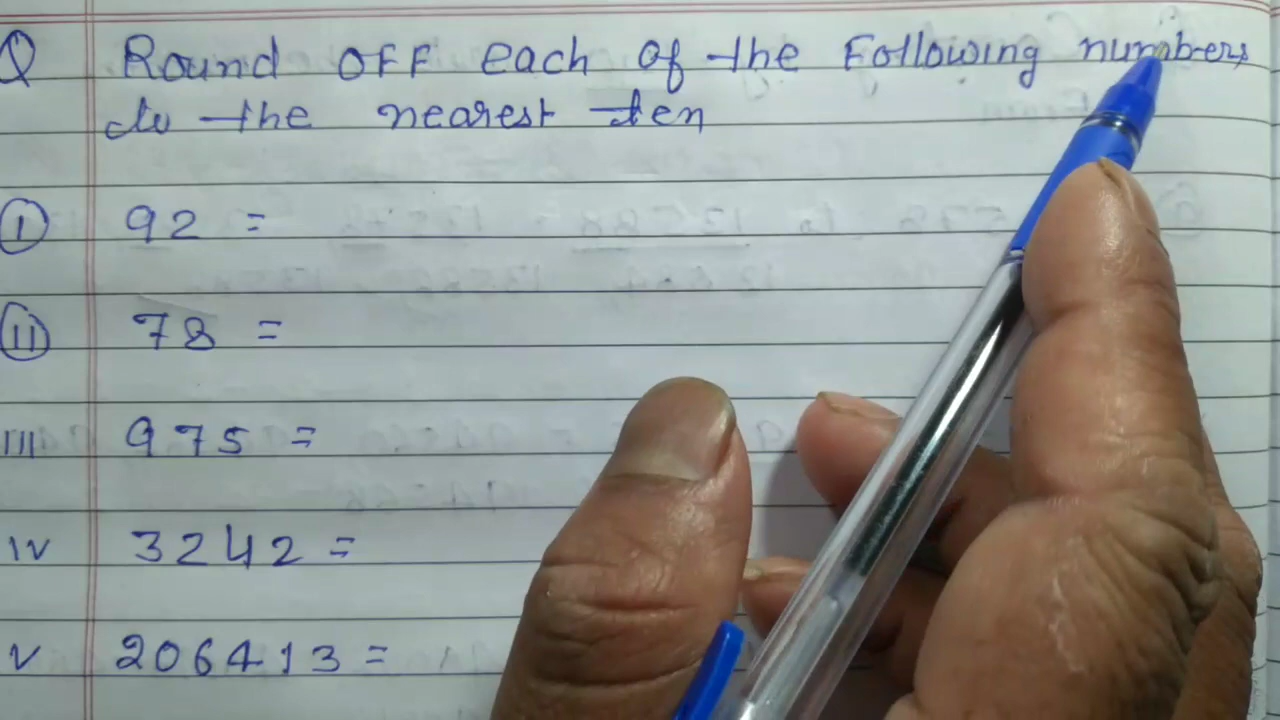 Q Round OFF each of the Following numbers
to the nearest ten
I 92 =
II 78 =
III 975 =
IV 3242 =
V 206413 =